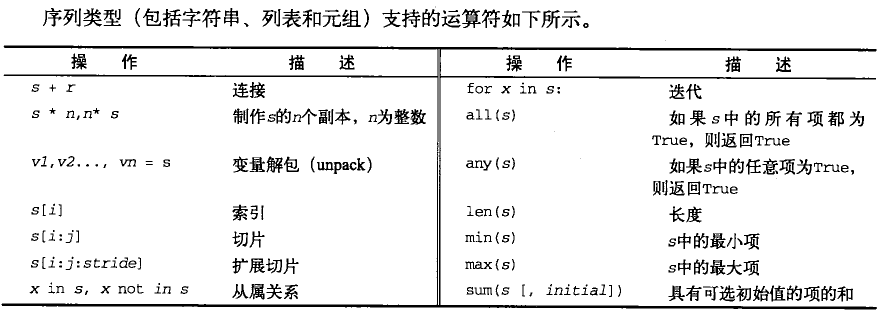 序列类型（包括字符串、列表和元组）支持的运算符如下所示。
操 作 描 述 操 作 描 述
s + r 连接 for x in s: 迭代
s * n,n* s 制作s的n个副本，n为整数 all(s) 如果s中的所有项都为
True，则返回True
v1,v2..., vn = s 变量解包（unpack） any(s) 如果s中的任意项为True，
则返回True
s[i] 索引 len(s) 长度
s[i:j] 切片 min(s) s中的最小项
s[i:j:stride] 扩展切片 max(s) s中的最大项
x in s, x not in s 从属关系 sum(s [, initial]) 具有可选初始值的项的和